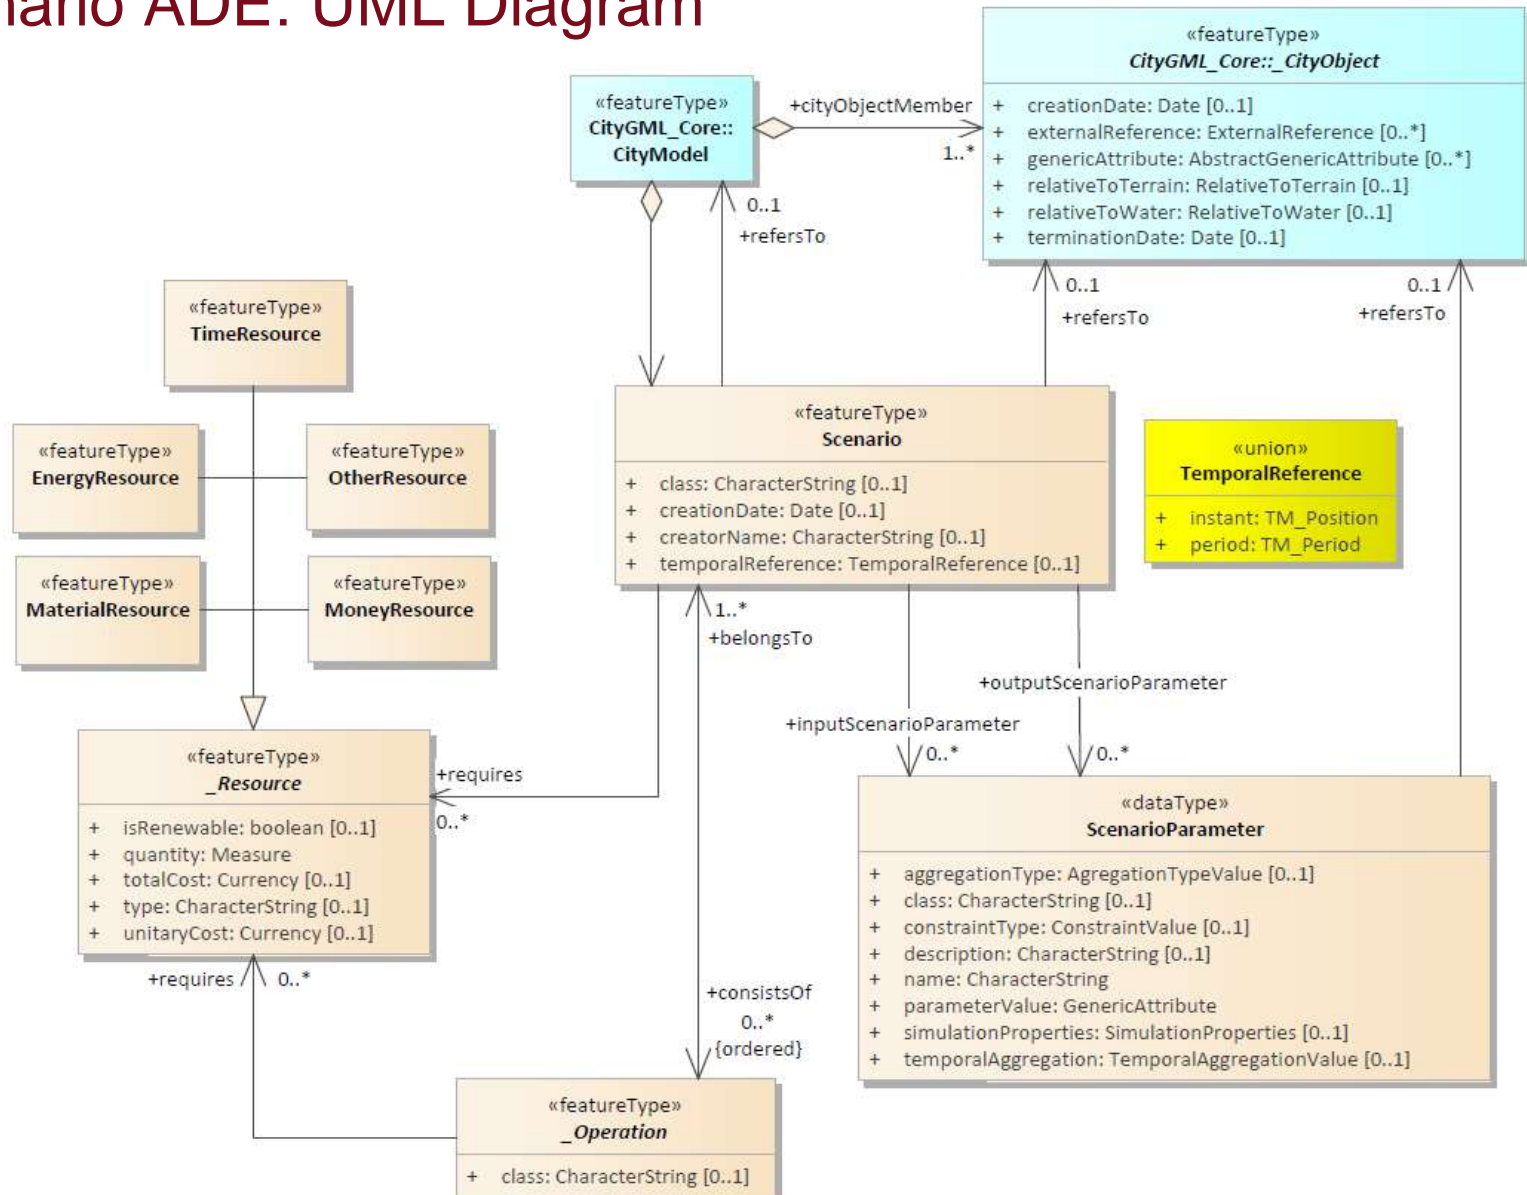 nario ADE: UML Diagram
«featureType»
CityGML_Core::_CityObject
+ creationDate: Date [0..1]
+ externalReference: ExternalReference [0..*]
+ genericAttribute: AbstractGenericAttribute [0..*]
+ relativeToTerrain: RelativeToTerrain [0..1]
+ relativeToWater: RelativeToWater [0..1]
+ terminationDate: Date [0..1]
«featureType»
CityGML_Core::
CityModel
+cityObjectMember
1..*
0..1
+refersTo
0..1
+refersTo
0..1
+refersTo
«featureType»
TimeResource
«featureType»
EnergyResource
«featureType»
OtherResource
«featureType»
MaterialResource
«featureType»
MoneyResource
«featureType»
Scenario
+ class: CharacterString [0..1]
+ creationDate: Date [0..1]
+ creatorName: CharacterString [0..1]
+ temporalReference: TemporalReference [0..1]
«union»
TemporalReference
+ instant: TM_Position
+ period: TM_Period
1..*
+belongsTo
+outputScenarioParameter
0..*
+inputScenarioParameter
0..*
+requires
0..*
«featureType»
_Resource
+ isRenewable: boolean [0..1]
+ quantity: Measure
+ totalCost: Currency [0..1]
+ type: CharacterString [0..1]
+ unitaryCost: Currency [0..1]
«dataType»
ScenarioParameter
+ aggregationType: AgregationTypeValue [0..1]
+ class: CharacterString [0..1]
+ constraintType: ConstraintValue [0..1]
+ description: CharacterString [0..1]
+ name: CharacterString
+ parameterValue: GenericAttribute
+ simulationProperties: SimulationProperties [0..1]
+ temporalAggregation: TemporalAggregationValue [0..1]
+requires
0..*
+consistsOf
0..*
{ordered}
«featureType»
_Operation
+ class: CharacterString [0..1]